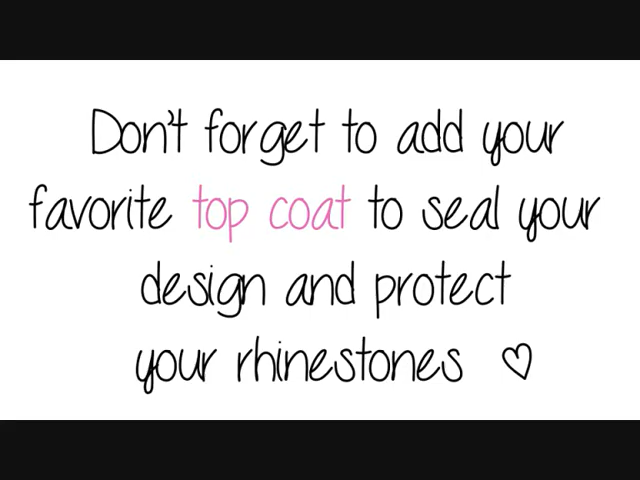 Don't forget to add your
favorite top coat to seal your
design and protect
your rhinestones ♡